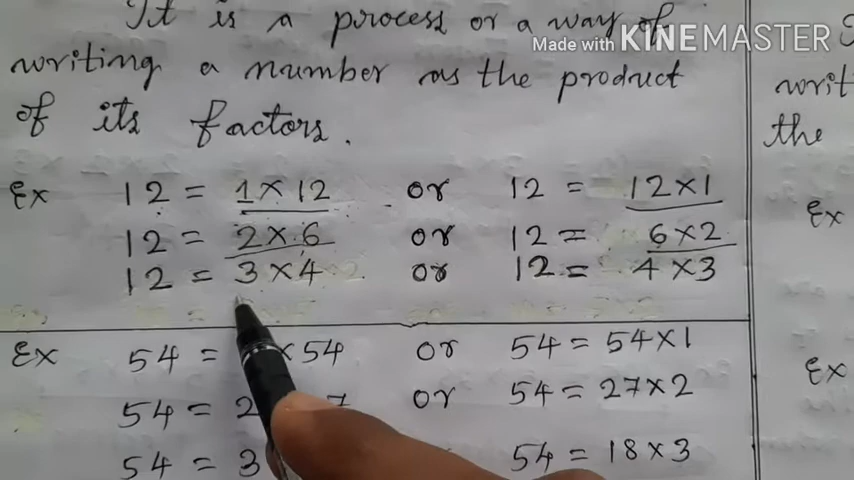 It is a process or a way of
Made with KINEMASTER
writing a number as the product
of its factors.
the
Ex 12 = 1 × 12 or 12 = 12×1
12 = 2 × 6 or 12 = 6 × 2
12 = 3 × 4 or 12 = 4 × 3
Ex
Ex 54 = × 54 or 54 = 54×1
54 = 2 7 or 54 = 27 × 2
54 = 3 54 = 18 × 3
Ex